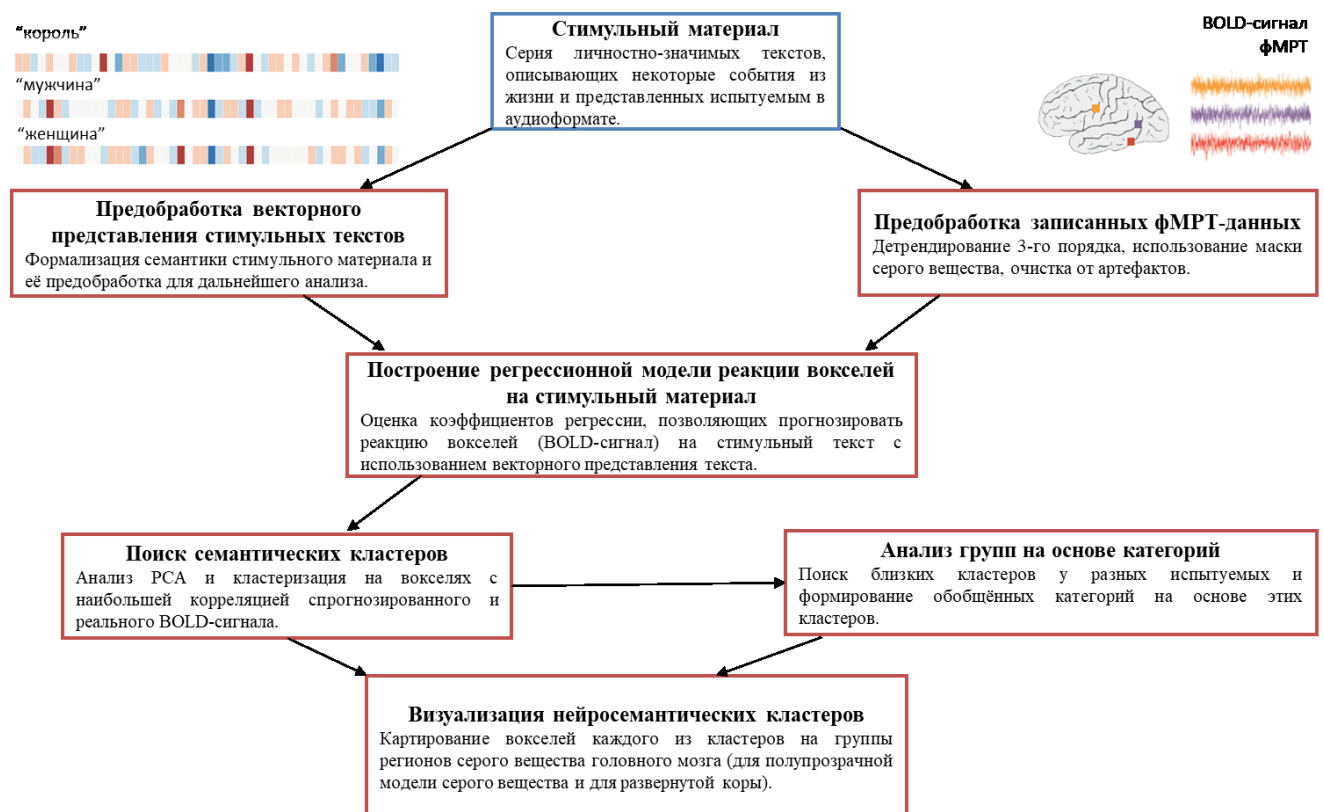 “король”
“мужчина”
“женщина”
Стимульный материал
Серия личностно-значимых текстов,
описывающих некоторые события из
жизни и представленных испытуемым в
аудиоформате.
BOLD-сигнал
фМРТ
Предобработка векторного
представления стимульных текстов
Формализация семантики стимульного материала и
её предобработка для дальнейшего анализа.
Предобработка записанных фМРТ-данных
Детрендирование 3-го порядка, использование маски
серого вещества, очистка от артефактов.
Построение регрессионной модели реакции вокселей
на стимульный материал
Оценка коэффициентов регрессии, позволяющих прогнозировать
реакцию вокселей (BOLD-сигнал) на стимульный текст с
использованием векторного представления текста.
Поиск семантических кластеров
Анализ PCA и кластеризация на вокселях с
наибольшей корреляцией спрогнозированного и
реального BOLD-сигнала.
Анализ групп на основе категорий
Поиск близких кластеров у разных испытуемых и
формирование обобщённых категорий на основе этих
кластеров.
Визуализация нейросемантических кластеров
Картирование вокселей каждого из кластеров на группы
регионов серого вещества головного мозга (для полупрозрачной
модели серого вещества и для развернутой коры).